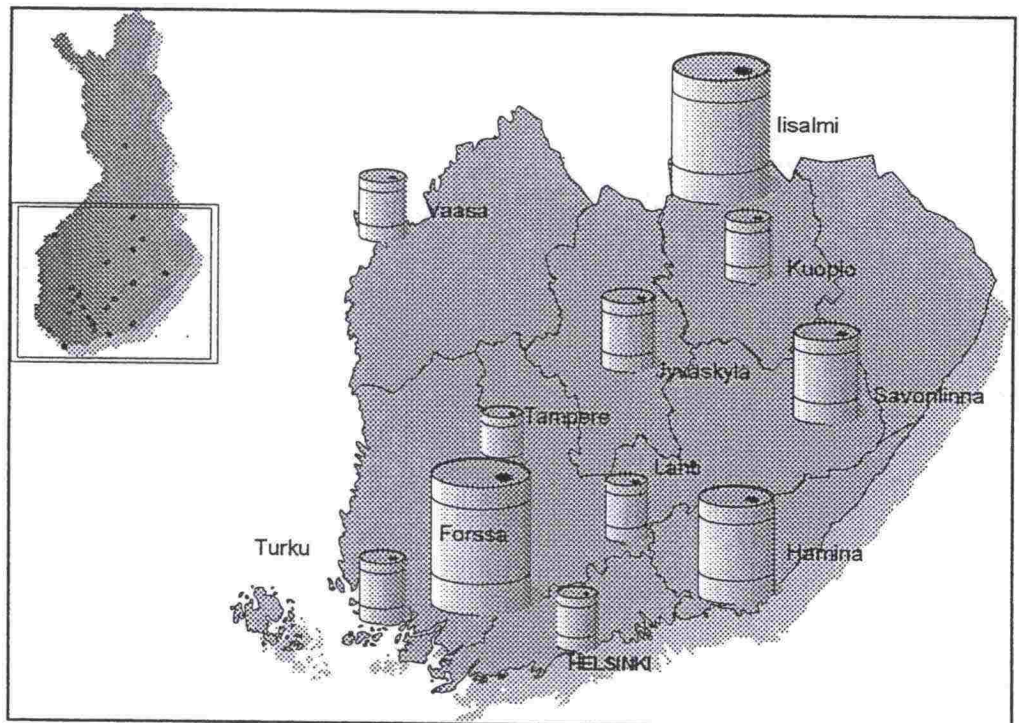 Iisalmi
Vaasa
Kuopio
Jyväskylä
Savonlinna
Tampere
Lahti
Forssa
Hamina
Turku
HELSINKI